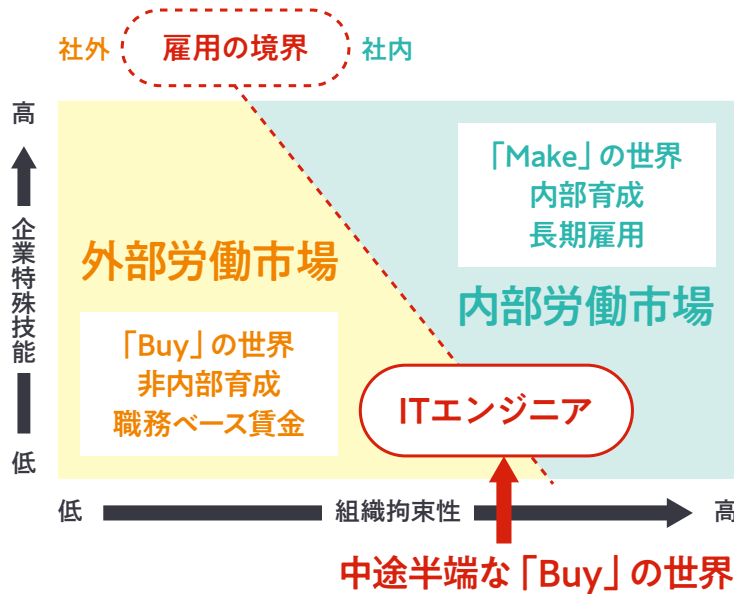 社外
雇用の境界
社内
高
企業特殊技能
低
「Make」の世界
内部育成
長期雇用
外部労働市場
内部労働市場
「Buy」の世界
非内部育成
職務ベース賃金
ITエンジニア
低
組織拘束性
高
中途半端な「Buy」の世界